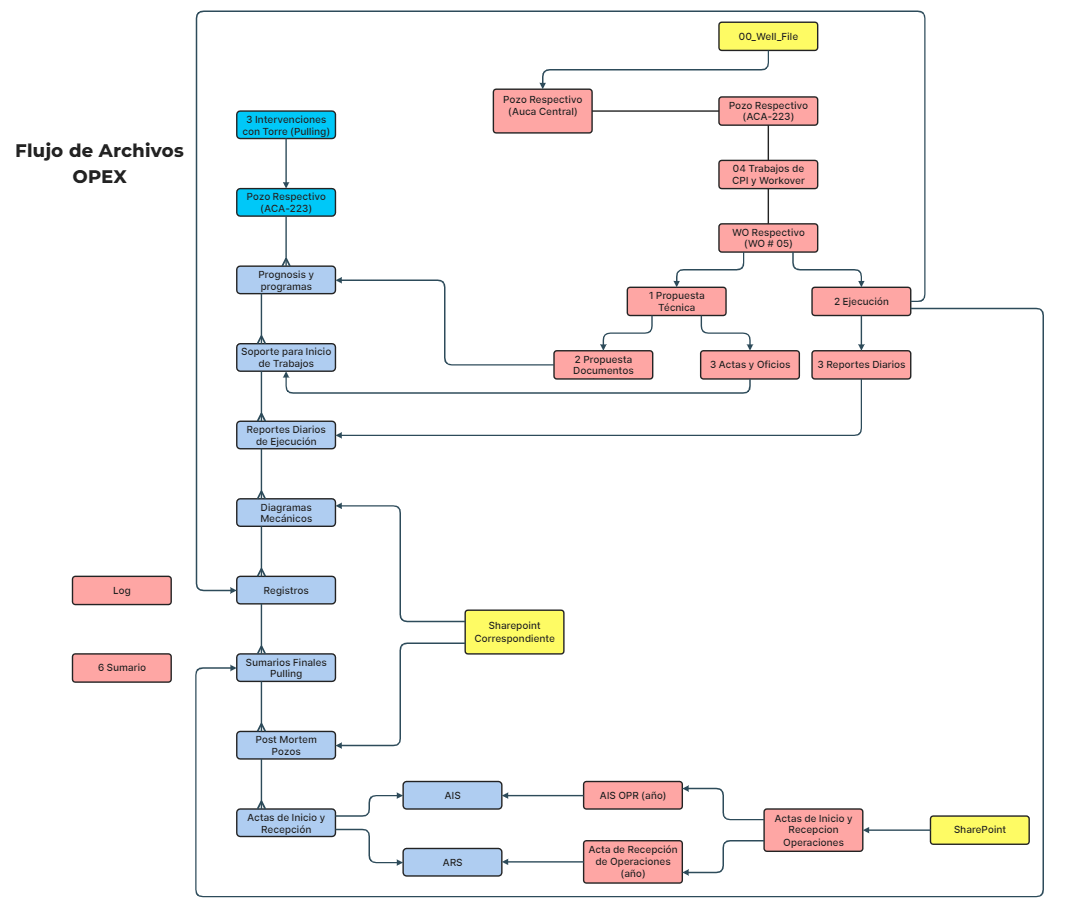 00_Well_File
Pozo Respectivo
(Auca Central)
Pozo Respectivo
(ACA-223)
3 Intervenciones
con Torre (Pulling)
Flujo de Archivos
OPEX
04 Trabajos de
CPI y Workover
Pozo Respectivo
(ACA-223)
WO Respectivo
(WO # 05)
Prognosis y
programas
1 Propuesta
Técnica
2 Ejecución
Soporte para Inicio
de Trabajos
2 Propuesta
Documentos
3 Actas y Oficios
3 Reportes Diarios
Reportes Diarios
de Ejecución
Diagramas
Mecánicos
Log
Registros
Sharepoint
Correspondiente
6 Sumario
Sumarios Finales
Pulling
Post Mortem
Pozos
AIS
AIS OPR (año)
Actas de Inicio y
Recepción
Actas de Inicio y
Recepcion
Operaciones
SharePoint
ARS
Acta de Recepción
de Operaciones
(año)